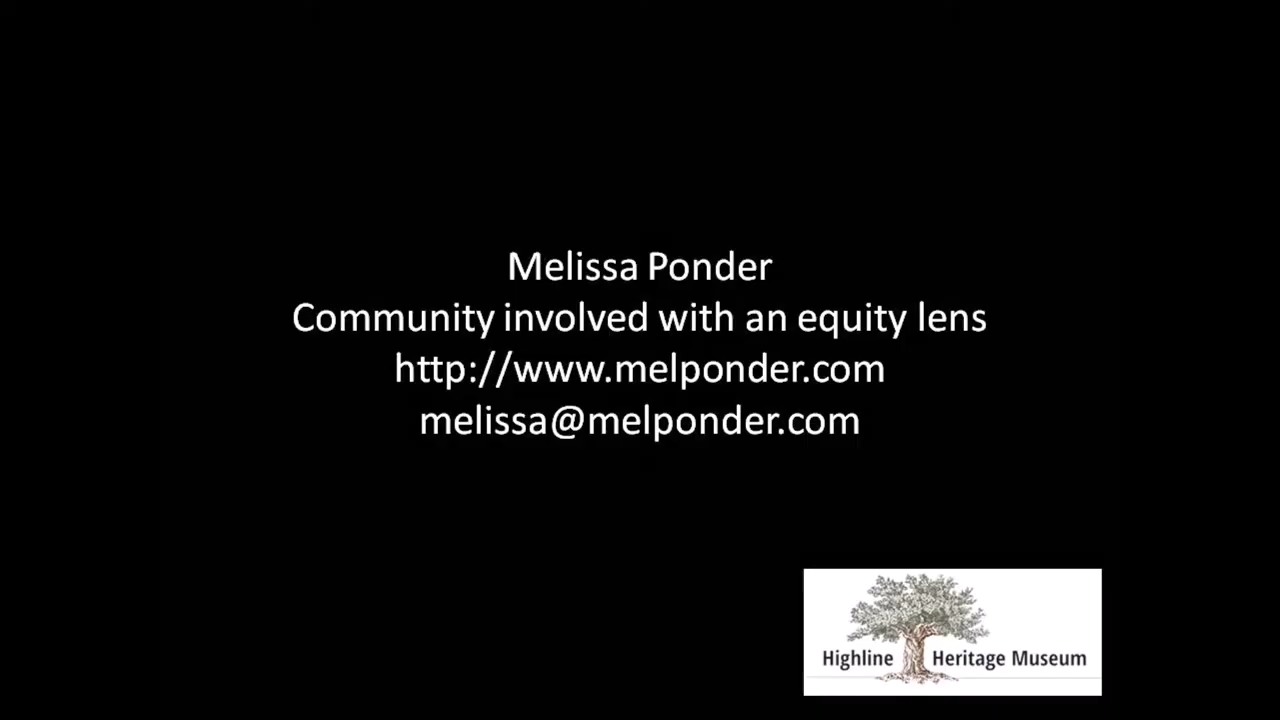 Melissa Ponder
Community involved with an equity lens
http://www.melponder.com
melissa@melponder.com
Highline Heritage Museum